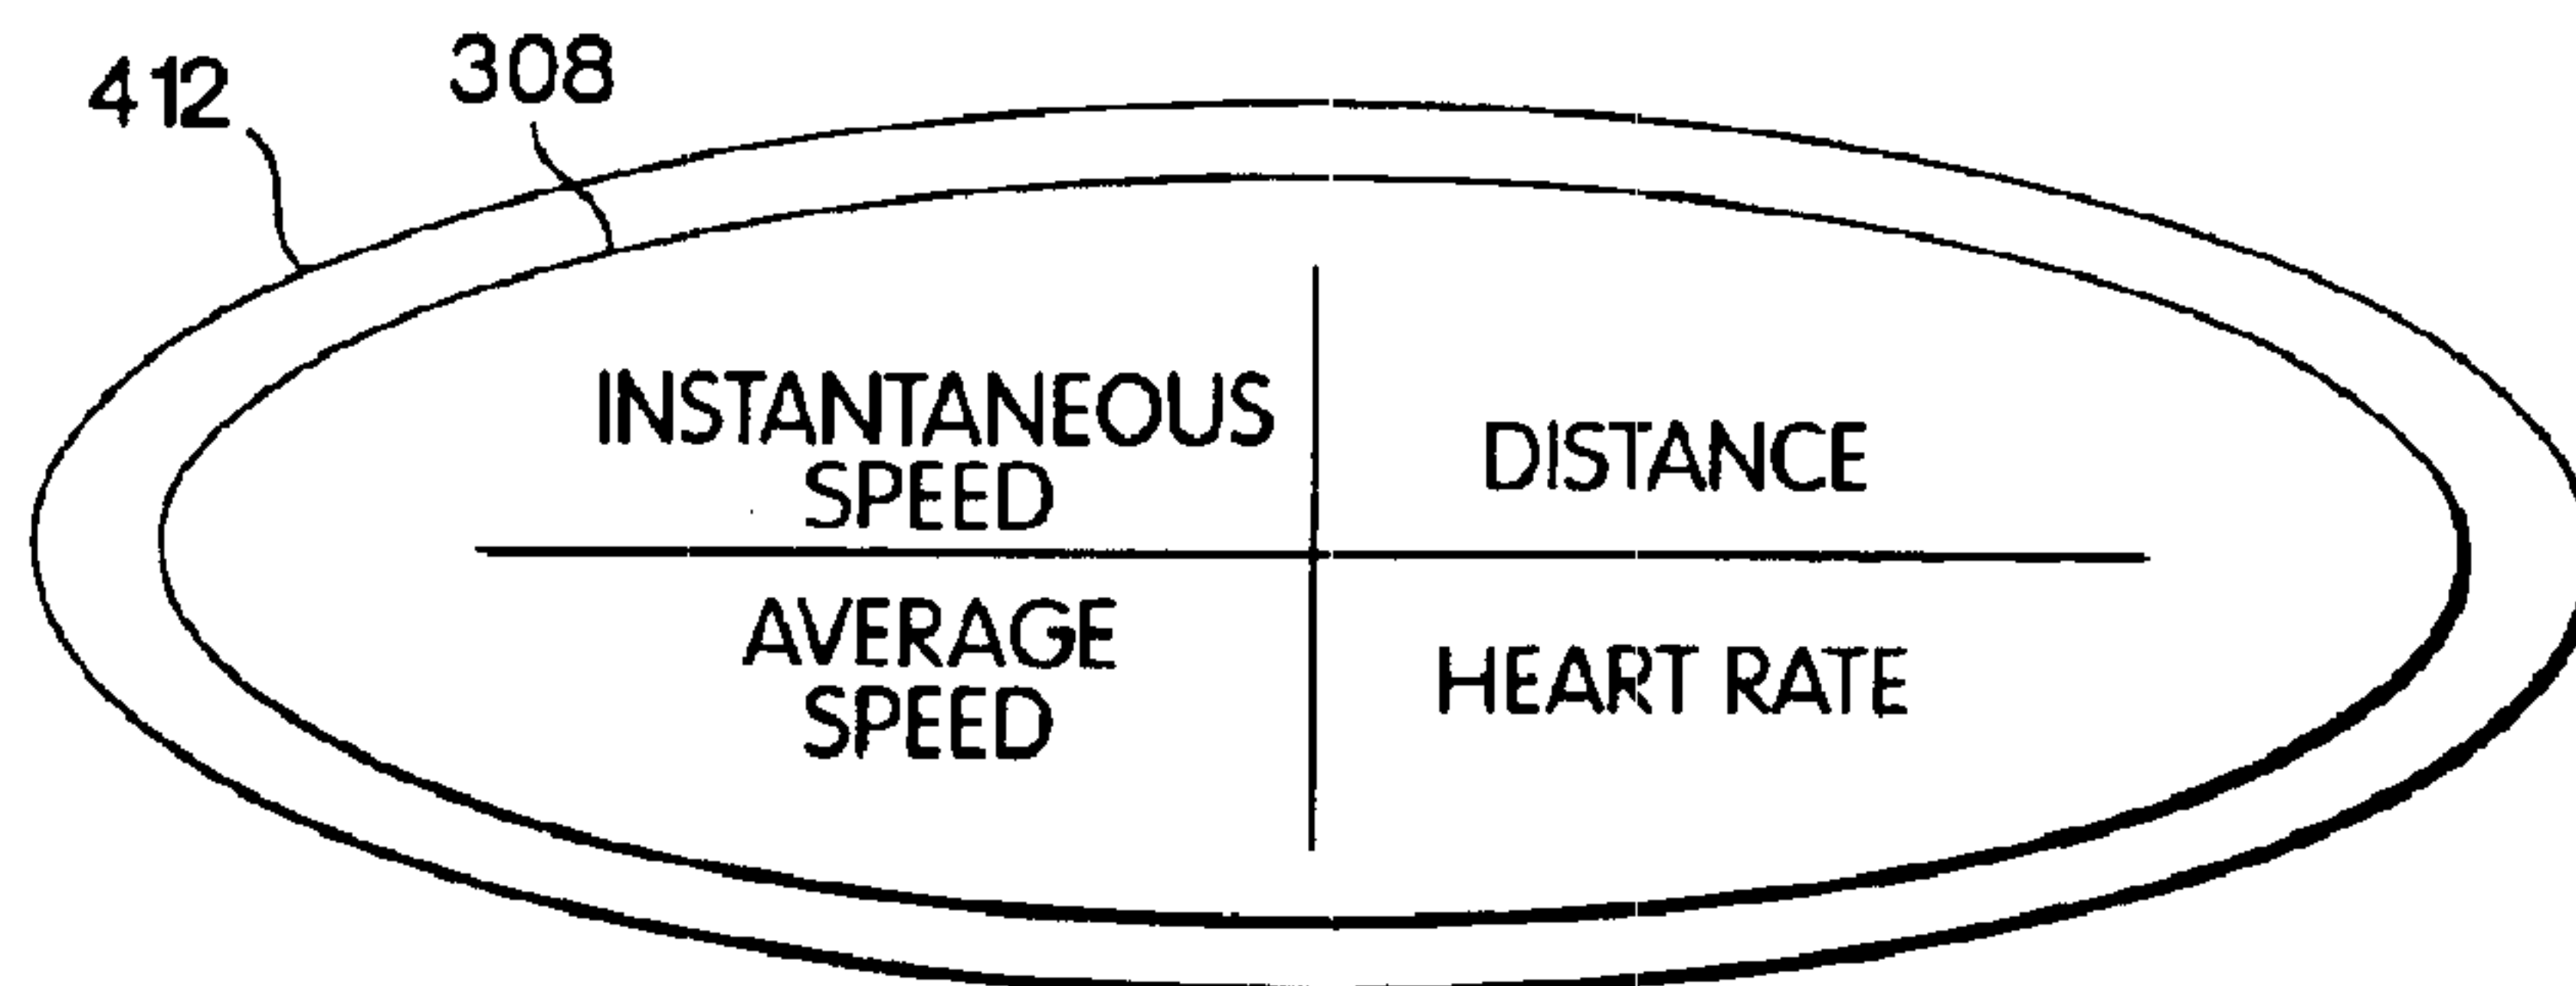 412
308
INSTANTANEOUS
SPEED
DISTANCE
AVERAGE
SPEED
HEART RATE